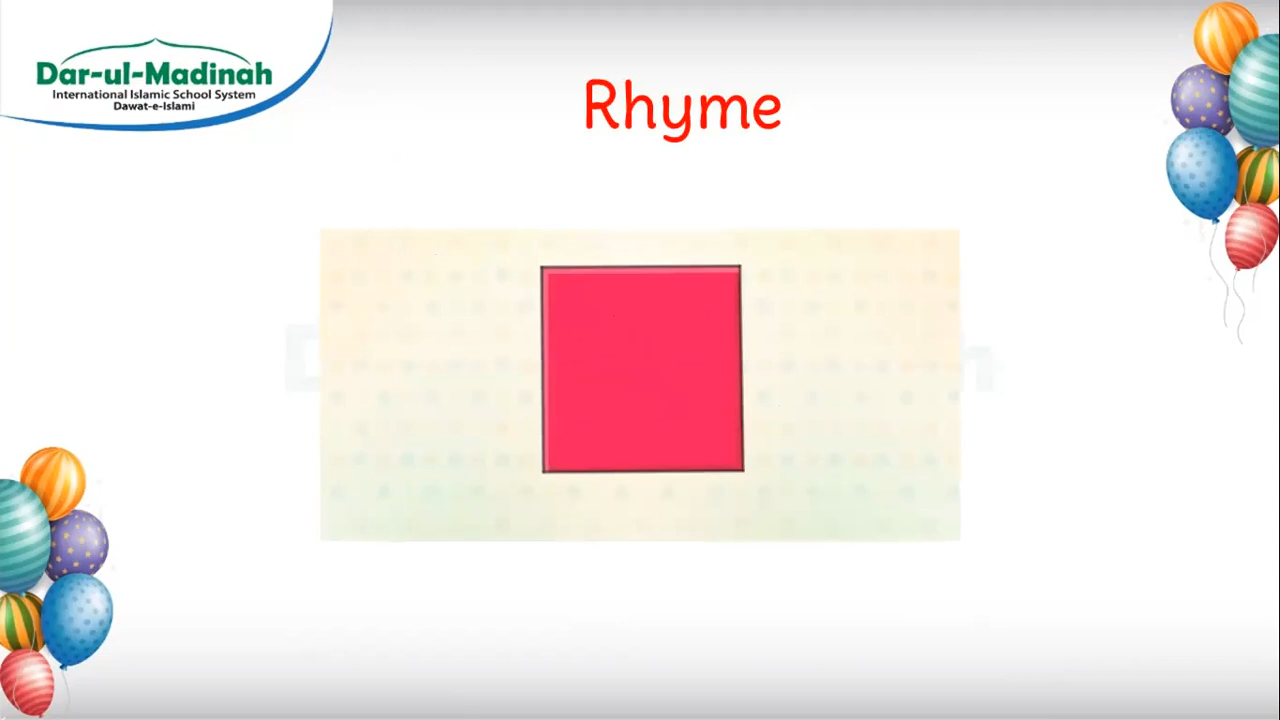 Dar-ul-Madinah
International Islamic School System
Dawat-e-Islami
Rhyme